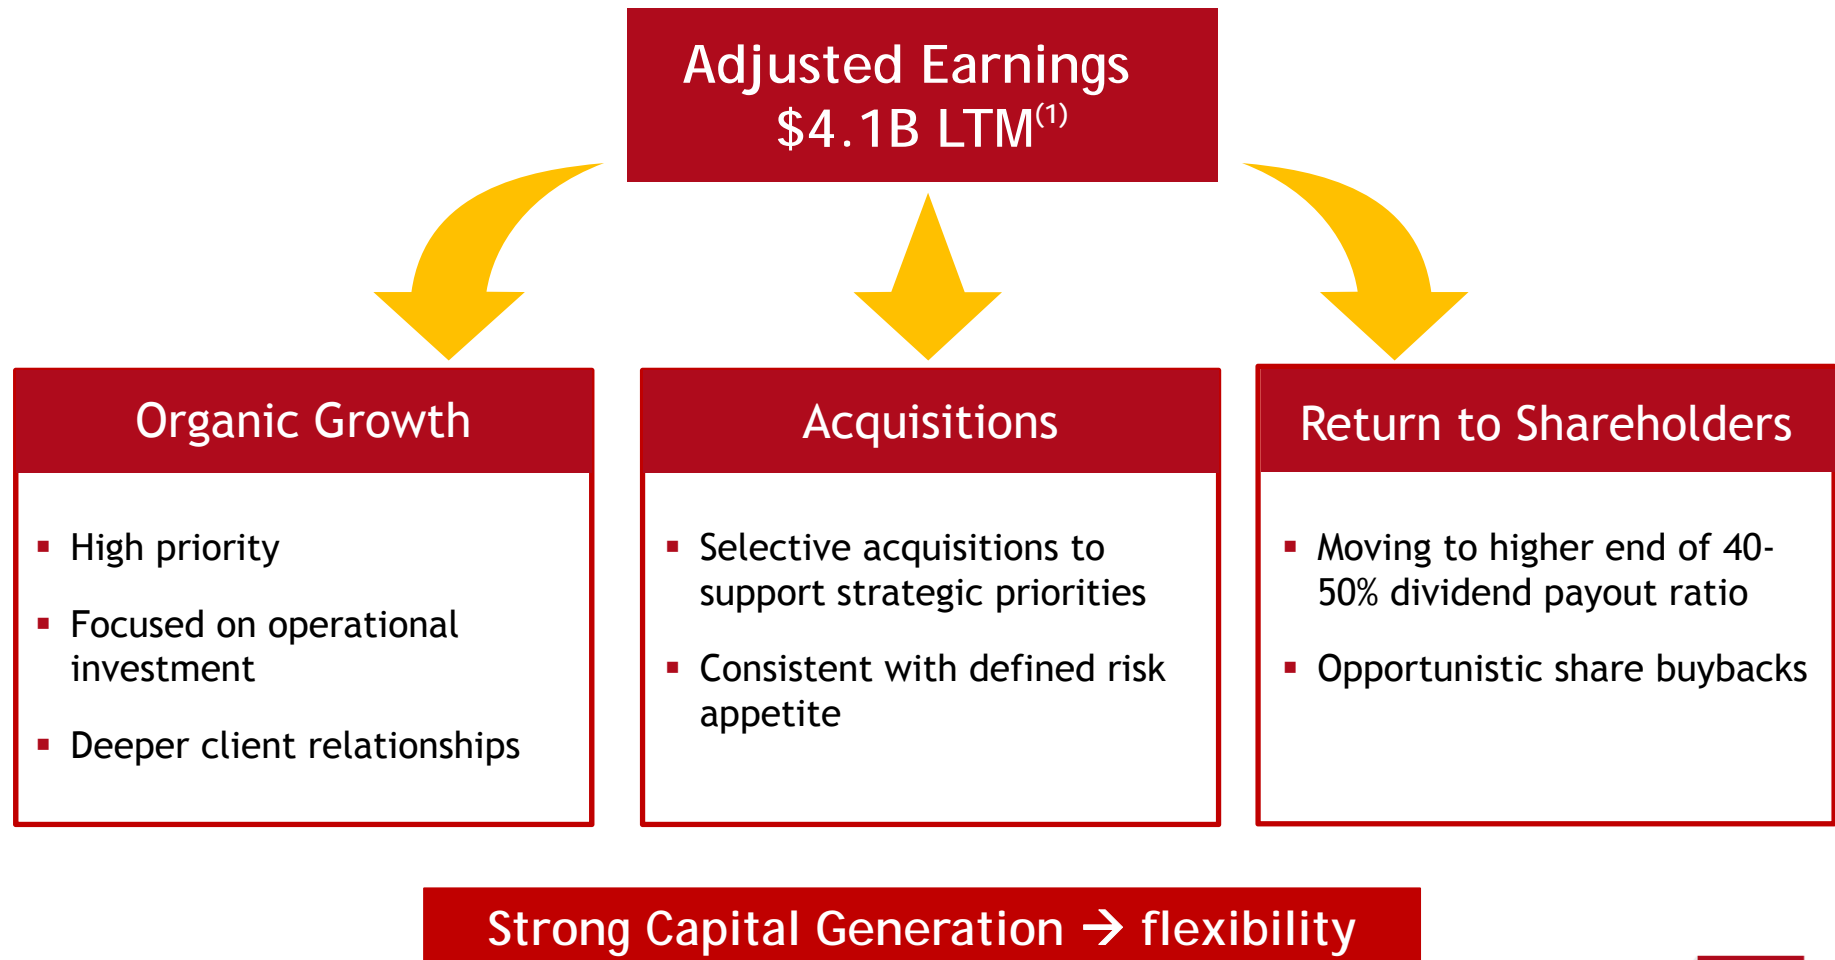 Adjusted Earnings
$4.1B LTM(1)
Organic Growth
▪ High priority
▪ Focused on operational
investment
▪ Deeper client relationships
Acquisitions
▪ Selective acquisitions to
support strategic priorities
▪ Consistent with defined risk
appetite
Return to Shareholders
▪ Moving to higher end of 40-
50% dividend payout ratio
▪ Opportunistic share buybacks
Strong Capital Generation → flexibility